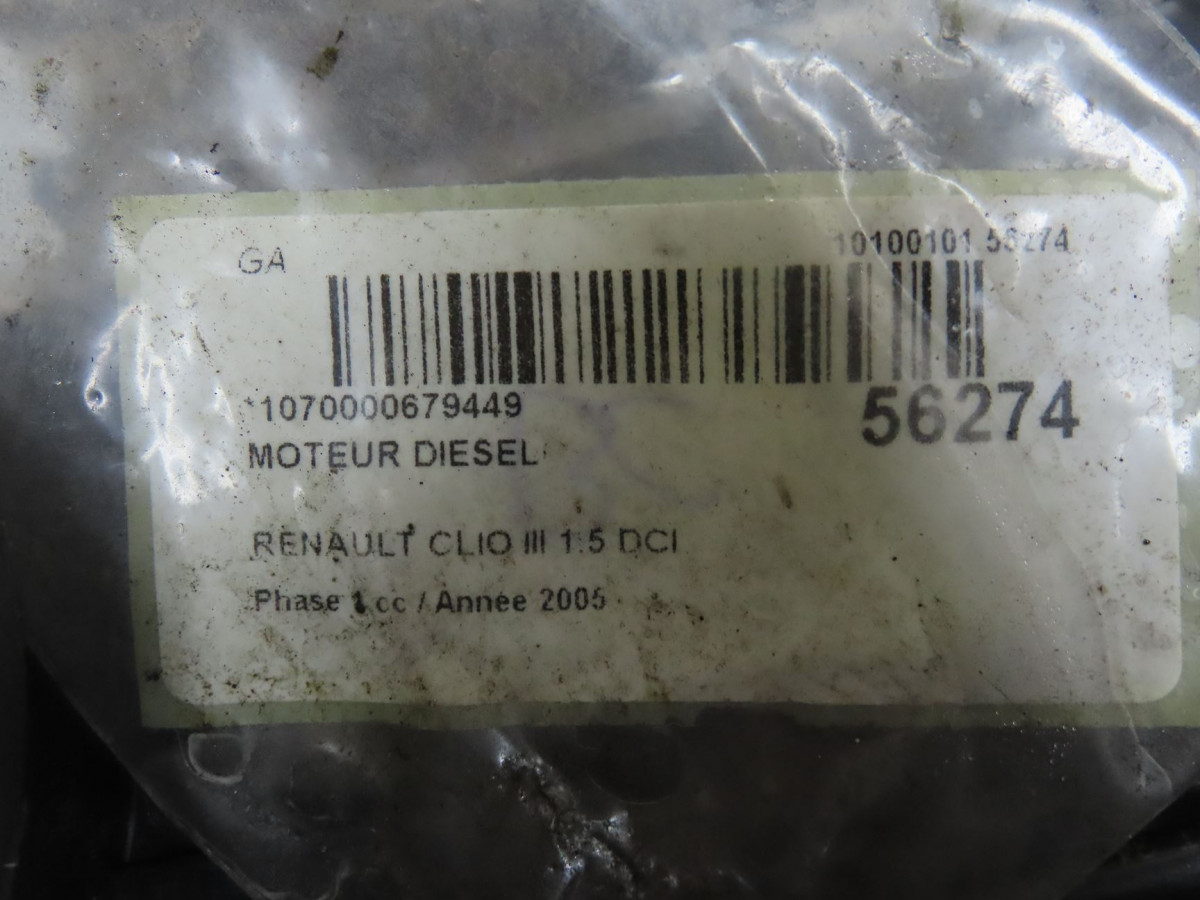 GA
10100101 56274
*1070000679449
56274
MOTEUR DIESEL
RENAULT CLIO III 1.5 DCI
Phase 1 cc / Année 2005